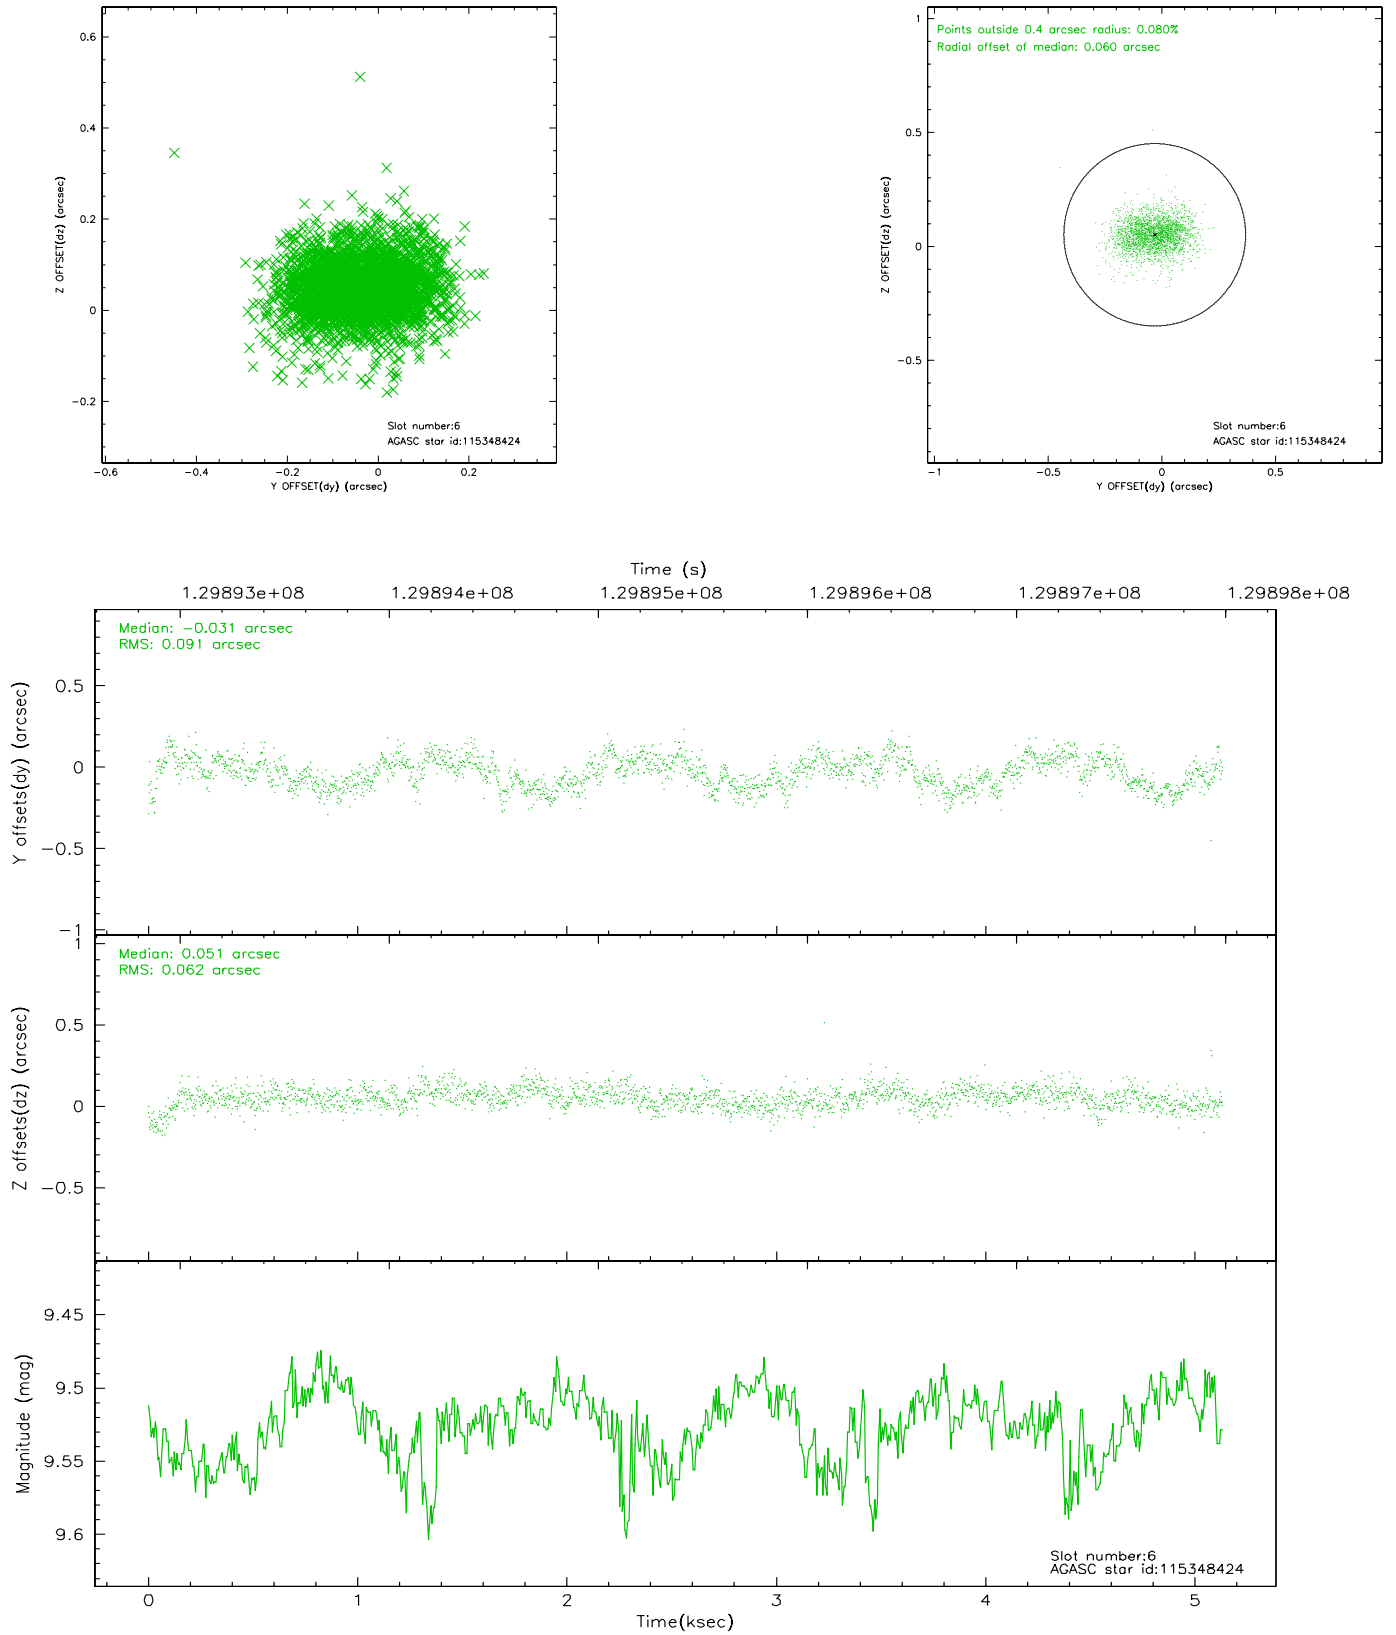 0.6
0.4
0.2
0
−0.2
Z OFFSET(dz) (arcsec)
Slot number:6
AGASC star id:115348424
−0.6
−0.4
−0.2
0
0.2
Y OFFSET(dy) (arcsec)
Points outside 0.4 arcsec radius: 0.080%
Radial offset of median: 0.060 arcsec
1
0.5
0
−0.5
Z OFFSET(dz) (arcsec)
Slot number:6
AGASC star id:115348424
−1
−0.5
0
0.5
Y OFFSET(dy) (arcsec)
Time (s)
1.29893e+08
1.29894e+08
1.29895e+08
1.29896e+08
1.29897e+08
1.29898e+08
Median: −0.031 arcsec
RMS: 0.091 arcsec
0.5
0
−0.5
−1
Y offsets(dy) (arcsec)
Median: 0.051 arcsec
RMS: 0.062 arcsec
1
0.5
0
−0.5
Z offsets(dz) (arcsec)
9.45
9.5
9.55
9.6
Magnitude (mag)
Slot number:6
AGASC star id:115348424
0
1
2
3
4
5
Time(ksec)